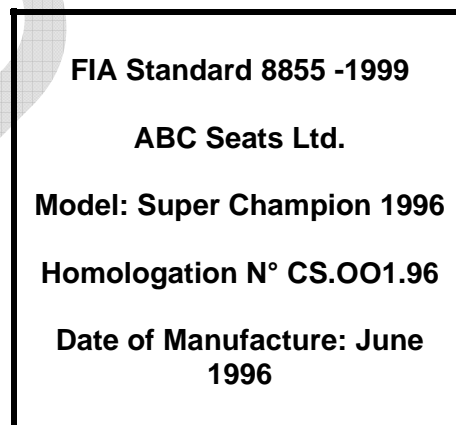 FIA Standard 8855 -1999
ABC Seats Ltd.
Model: Super Champion 1996
Homologation N° CS.OO1.96
Date of Manufacture: June
1996